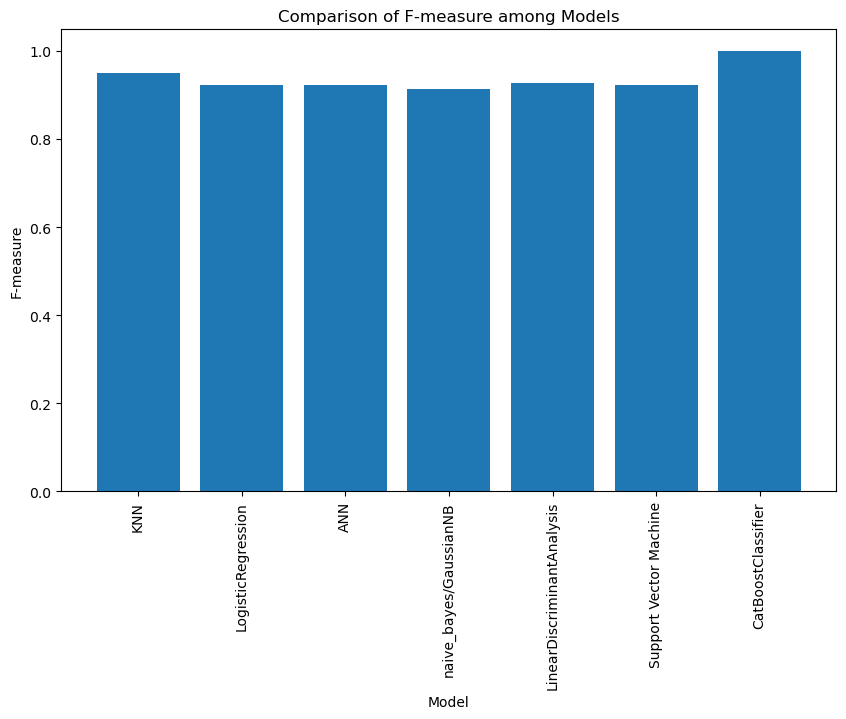 Comparison of F-measure among Models
1.0
0.8
0.6
0.4
0.2
0.0
F-measure
KNN
LogisticRegression
ANN
naive_bayes/GaussianNB
LinearDiscriminantAnalysis
Support Vector Machine
CatBoostClassifier
Model